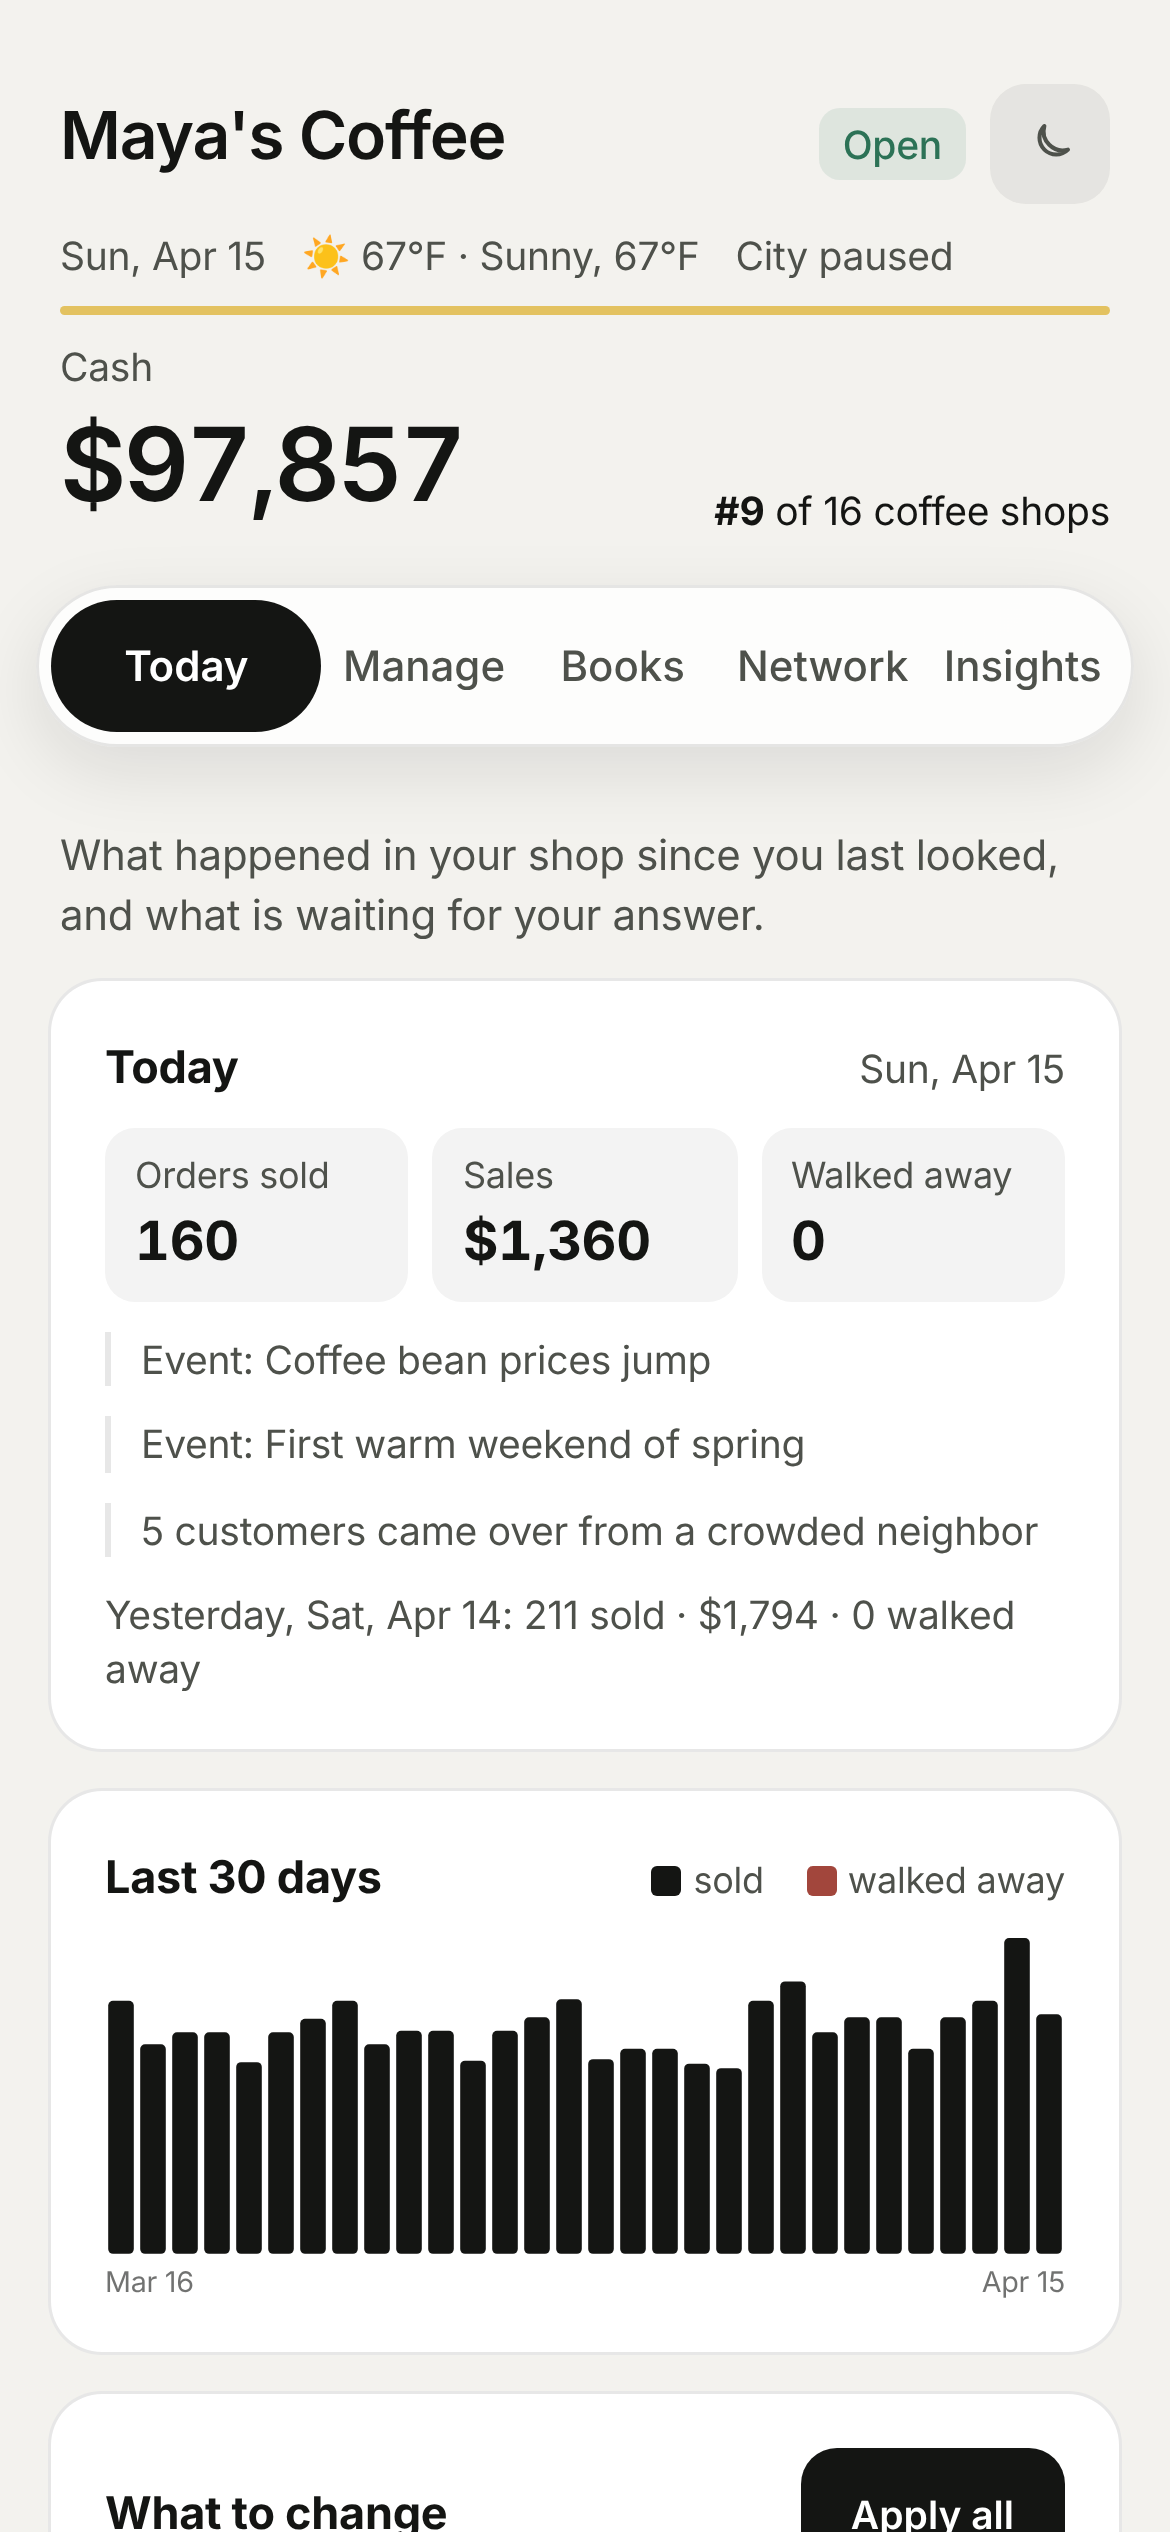 Maya's Coffee
Open
Sun, Apr 15 ☀️ 67°F · Sunny, 67°F City paused
Cash
$97,857
#9 of 16 coffee shops
Today Manage Books Network Insights
What happened in your shop since you last looked,
and what is waiting for your answer.
Today
Sun, Apr 15
Orders sold Sales Walked away
160 $1,360 0
Event: Coffee bean prices jump
Event: First warm weekend of spring
5 customers came over from a crowded neighbor
Yesterday, Sat, Apr 14: 211 sold · $1,794 · 0 walked
away
Last 30 days
sold walked away
Mar 16 Apr 15
What to change
Apply all